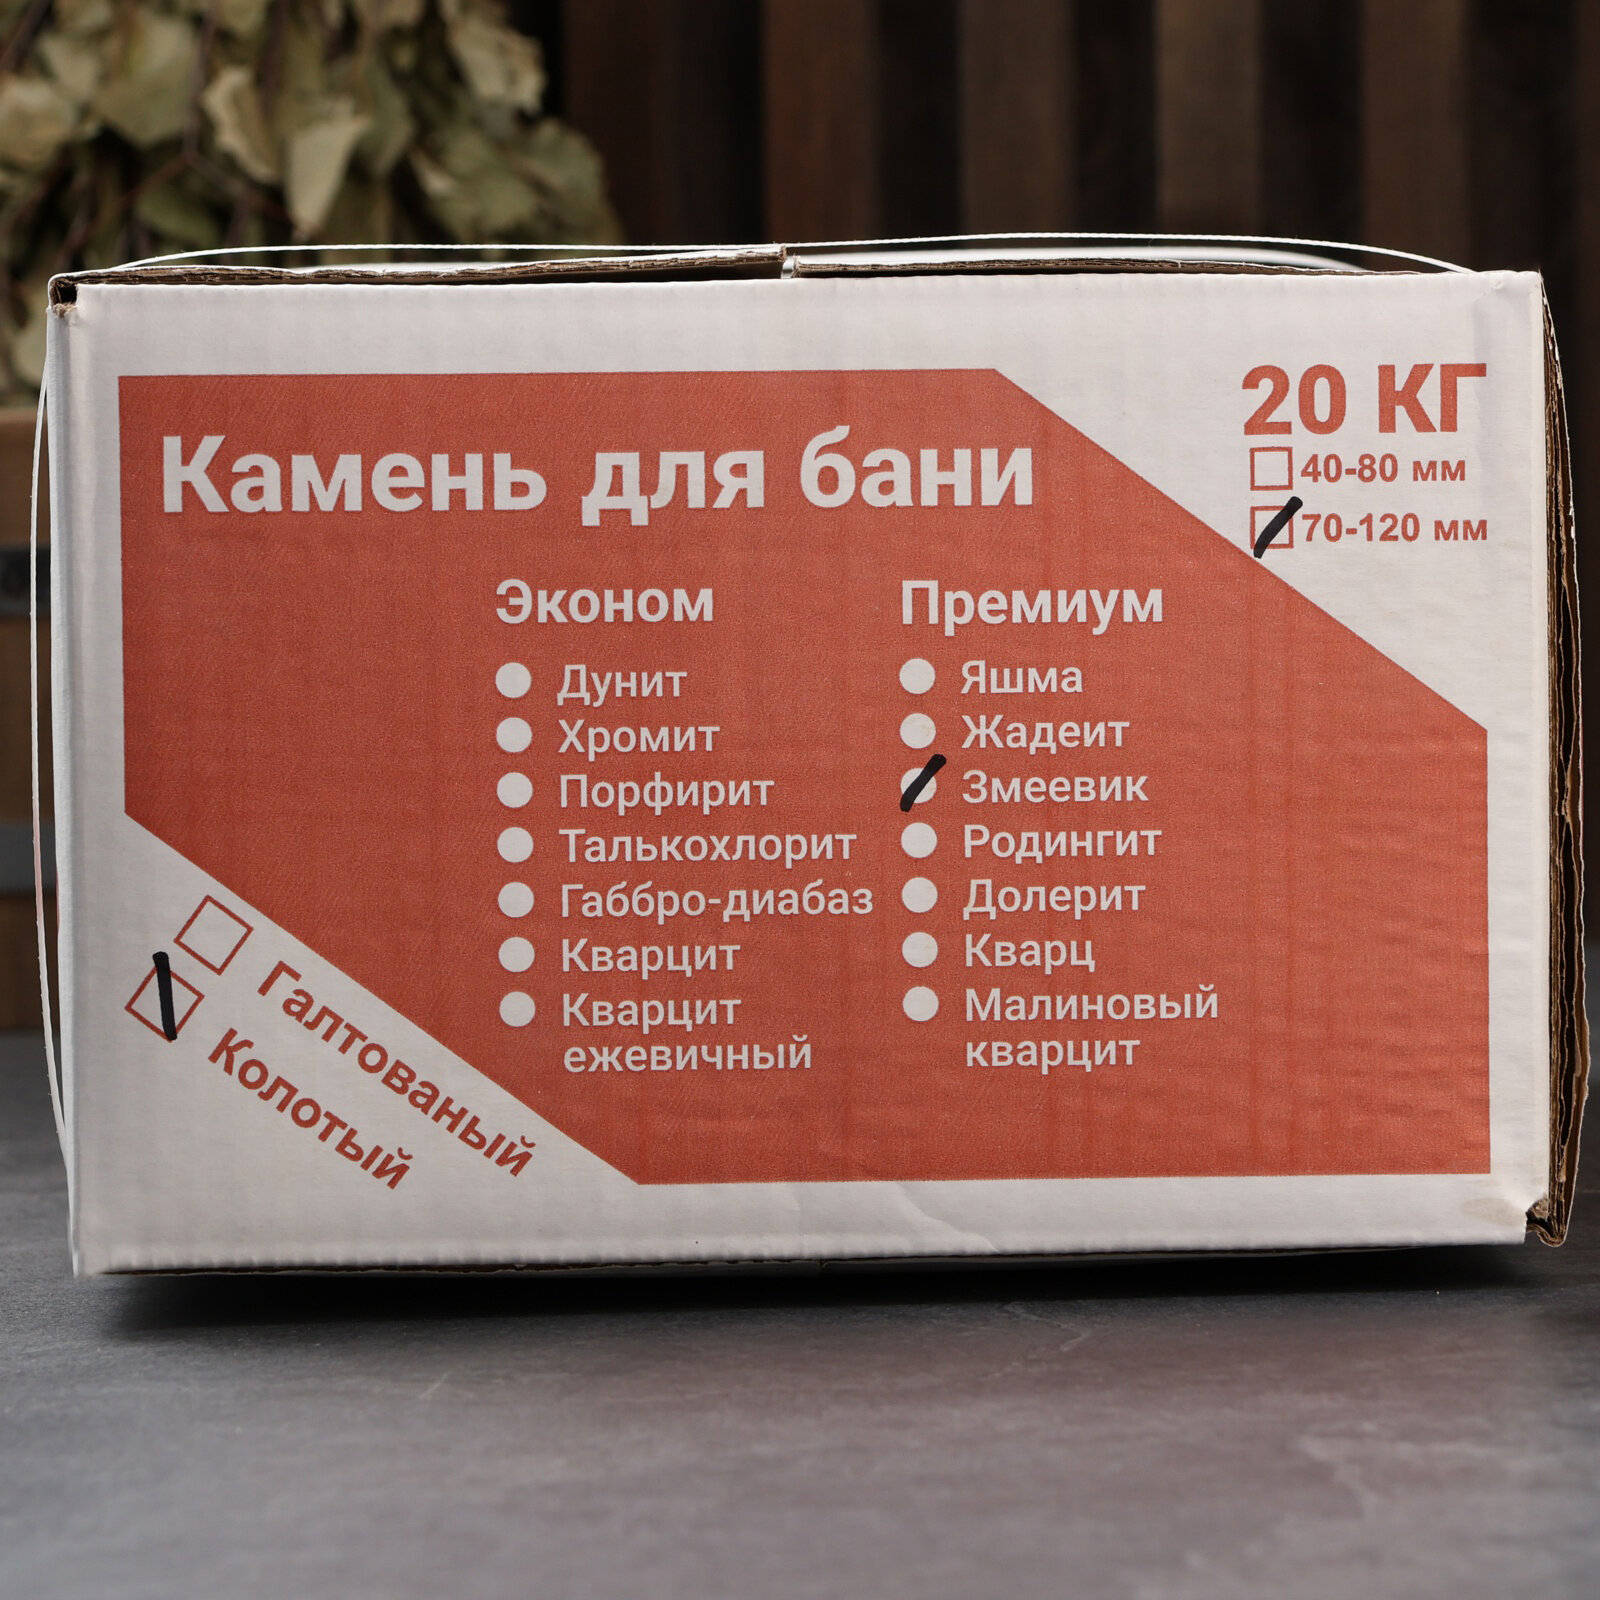 20 КГ
40-80 мм
70-120 мм
Камень для бани
Эконом
Дунит
Хромит
Порфирит
Талькохлорит
Габбро-диабаз
Кварцит
Кварцит
ежевичный
Премиум
Яшма
Жадеит
Змеевик
Родингит
Долерит
Кварц
Малиновый
кварцит
Галтованый
Колотый